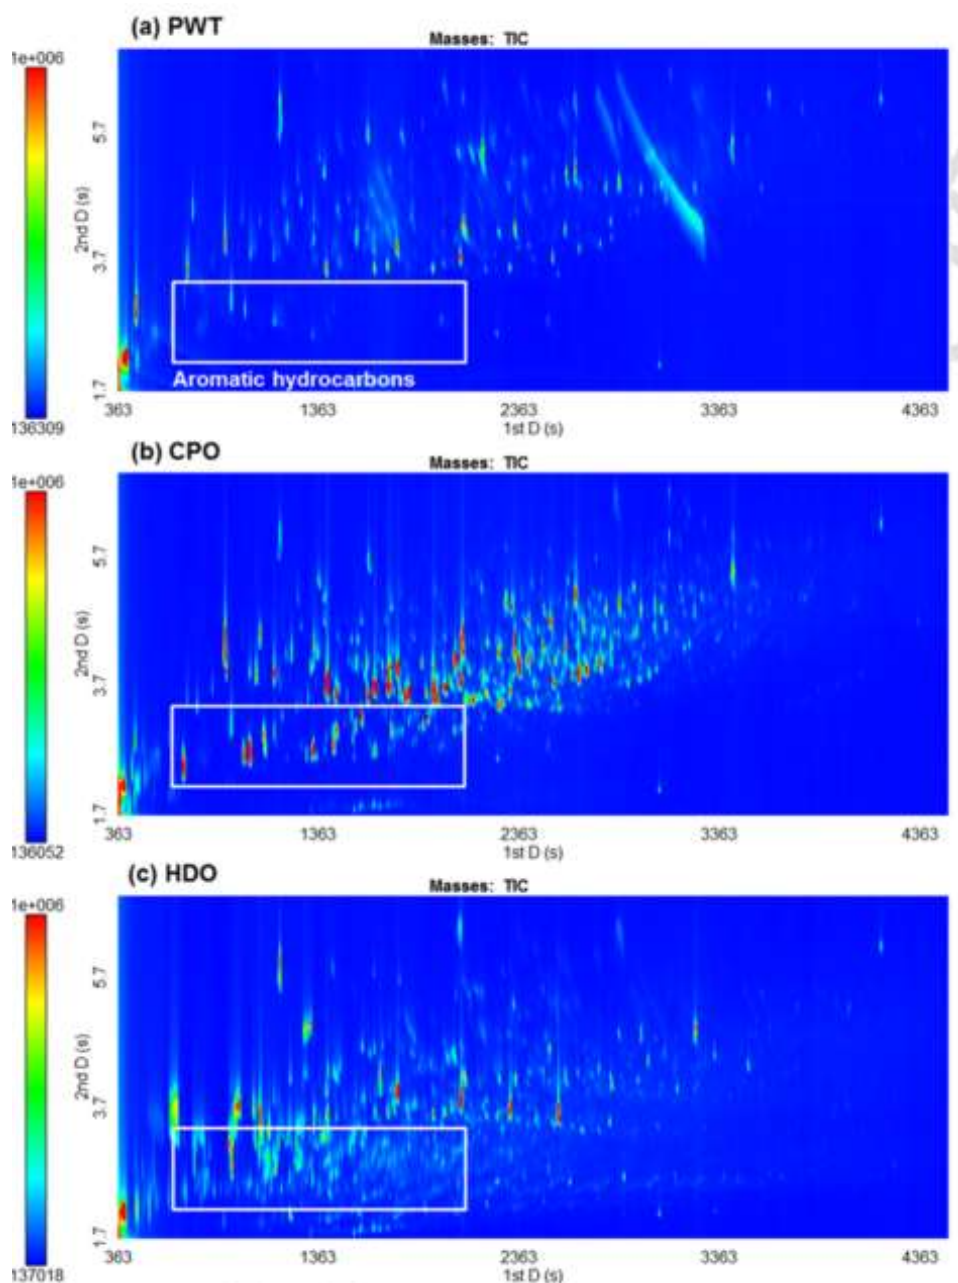 (a) PWT
Masses: TIC
1e+006
136309
2nd D (s)
5.7
3.7
1.7
Aromatic hydrocarbons
363 1363 2363 3363 4363
1st D (s)
(b) CPO
Masses: TIC
1e+006
136052
2nd D (s)
5.7
3.7
1.7
363 1363 2363 3363 4363
1st D (s)
(c) HDO
Masses: TIC
1e+006
137018
2nd D (s)
5.7
3.7
1.7
363 1363 2363 3363 4363
1st D (s)